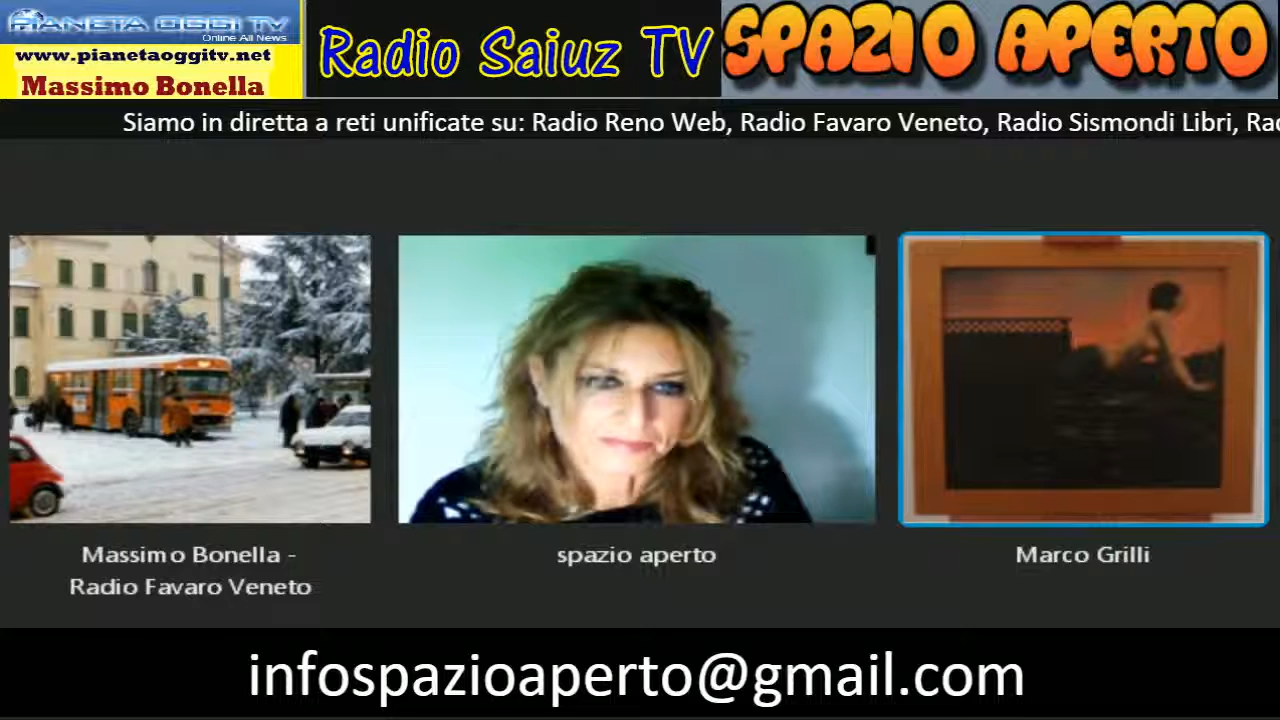 PIANETA OGGI TV
Online All News
www.pianetaoggitv.net
Massimo Bonella
Radio Saiuz TV
SPAZIO APERTO
Siamo in diretta a reti unificate su: Radio Reno Web, Radio Favaro Veneto, Radio Sismondi Libri, Rad
Massimo Bonella -
Radio Favaro Veneto
spazio aperto
Marco Grilli
infospazioaperto@gmail.com